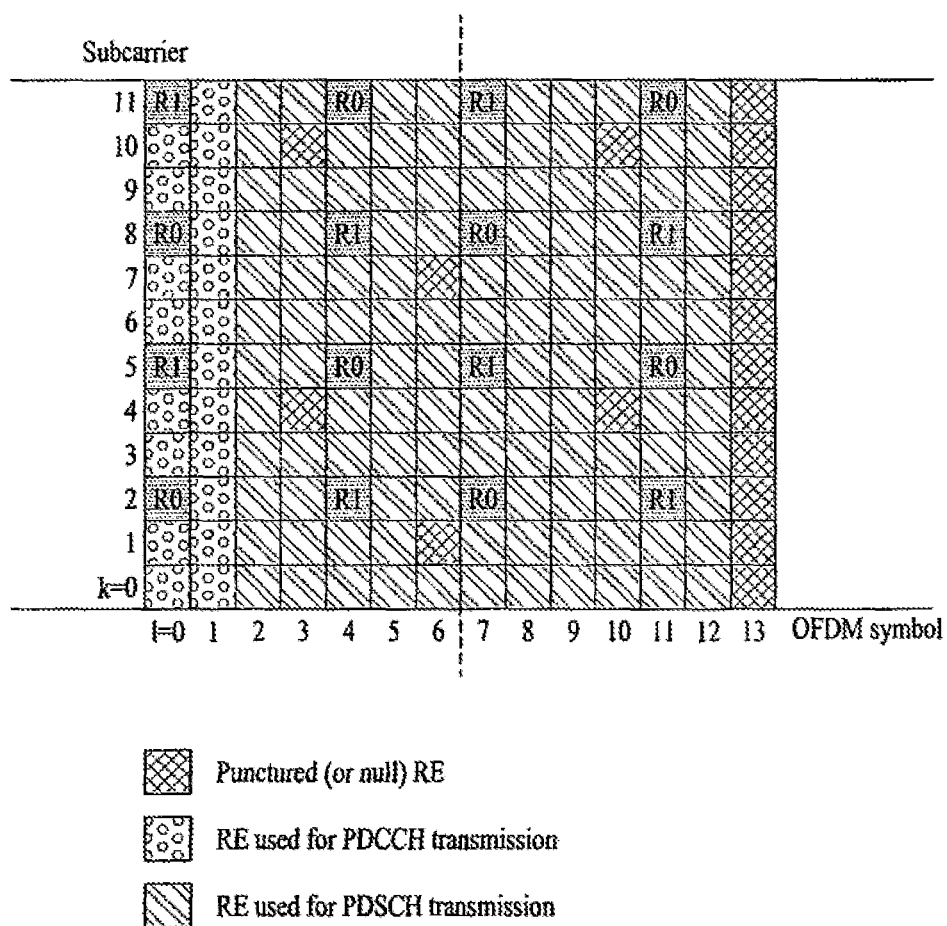 Subcarrier
11 R1 R0 R1 R0
10
9
8 R0 R1 R0 R1
7
6
5 R1 R0 R1 R0
4
3
2 R0 R1 R0 R1
1
k=0
l=0 1 2 3 4 5 6 7 8 9 10 11 12 13 OFDM symbol
Punctured (or null) RE
RE used for PDCCH transmission
RE used for PDSCH transmission